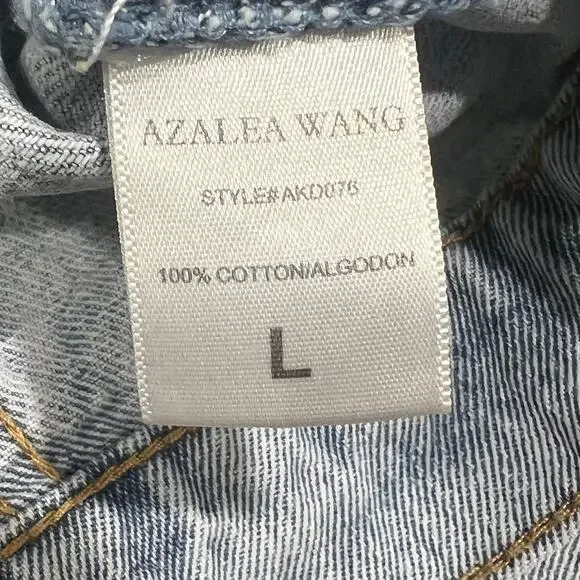 AZALEA WANG
STYLE# AKD076
100% COTTON/ALGODON
L